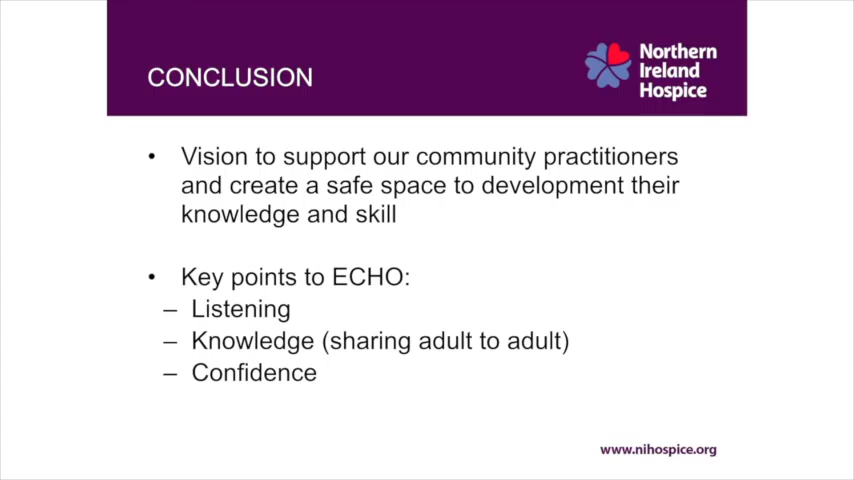 CONCLUSION
Northern
Ireland
Hospice
• Vision to support our community practitioners
and create a safe space to development their
knowledge and skill
• Key points to ECHO:
– Listening
– Knowledge (sharing adult to adult)
– Confidence
www.nihospice.org